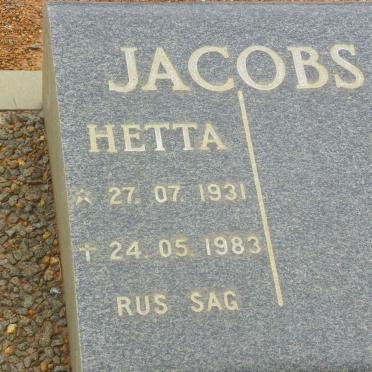 JACOBS
HETTA
☆ 27. 07. 1931
✝ 24. 05. 1983
RUS SAG